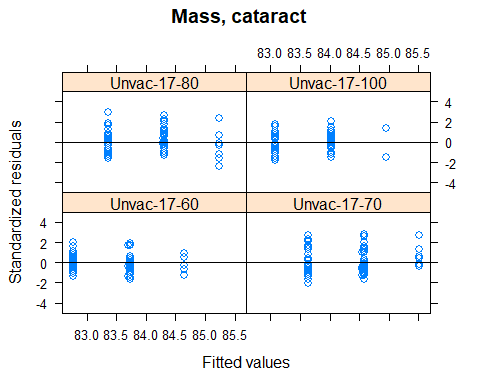 Mass, cataract
83.0 83.5 84.0 84.5 85.0 85.5
Unvac-17-80 Unvac-17-100
4
2
0
-2
-4
Unvac-17-60 Unvac-17-70
4
2
0
-2
-4
83.0 83.5 84.0 84.5 85.0 85.5
Standardized residuals
Fitted values